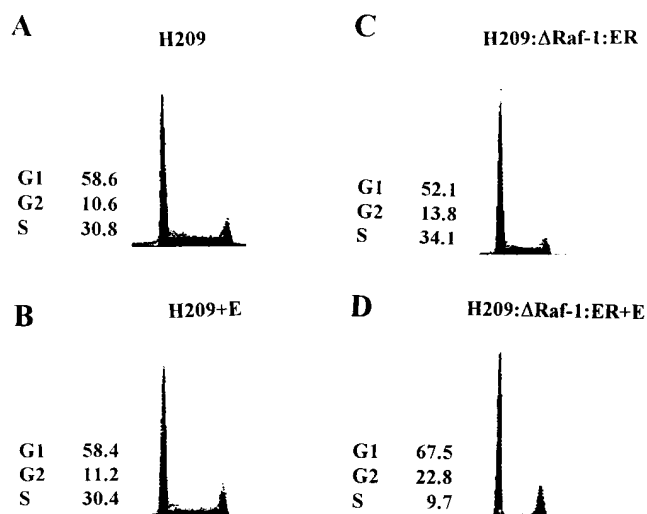 A
H209
G1 58.6
G2 10.6
S 30.8
B
H209+E
G1 58.4
G2 11.2
S 30.4
C
H209:ΔRaf-1:ER
G1 52.1
G2 13.8
S 34.1
D
H209:ΔRaf-1:ER+E
G1 67.5
G2 22.8
S 9.7